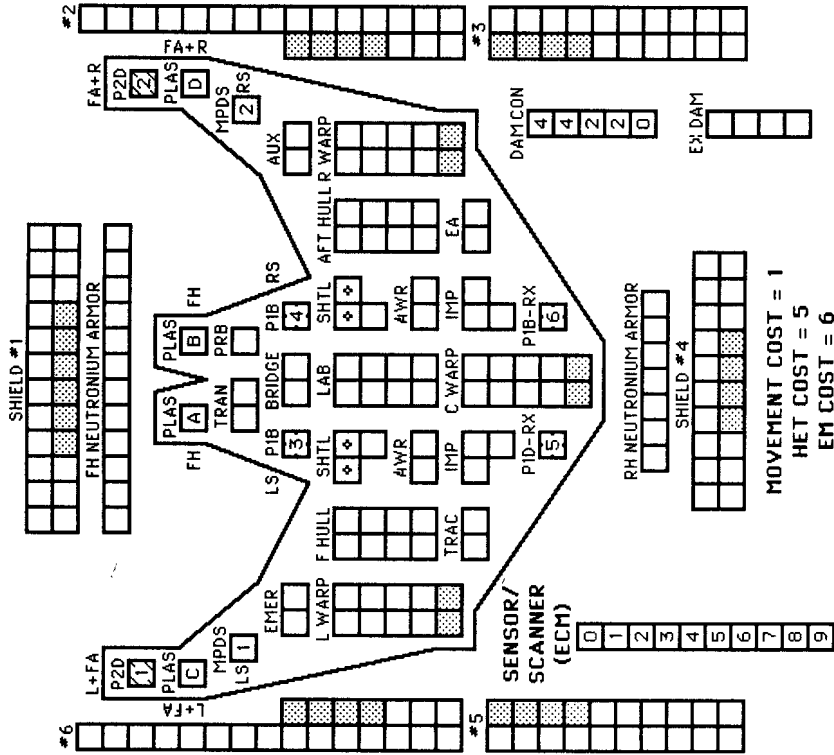 SHIELD #1
FH NEUTRONIUM ARMOR
#6
#2
L+FA
P2D
1
PLAS
C
L+FA
MPDS
LS 1
FH
PLAS
A
PLAS
B
FH
TRAN
PRB
FA+R
P2D
2
PLAS
D
FA+R
MPDS
2 RS
LS
P1B
3
BRIDGE
P1B
4
RS
EMER
AUX
L WARP
F HULL
SHTL
LAB
SHTL
AFT HULL
R WARP
AWR
AWR
TRAC
IMP
C WARP
IMP
EA
P1D-RX
5
P1B-RX
6
#5
#3
SENSOR/
SCANNER
(ECM)
0
1
2
3
4
5
6
7
8
9
DAM CON
4
4
2
2
0
EX DAM
RH NEUTRONIUM ARMOR
SHIELD #4
MOVEMENT COST = 1
HET COST = 5
EM COST = 6